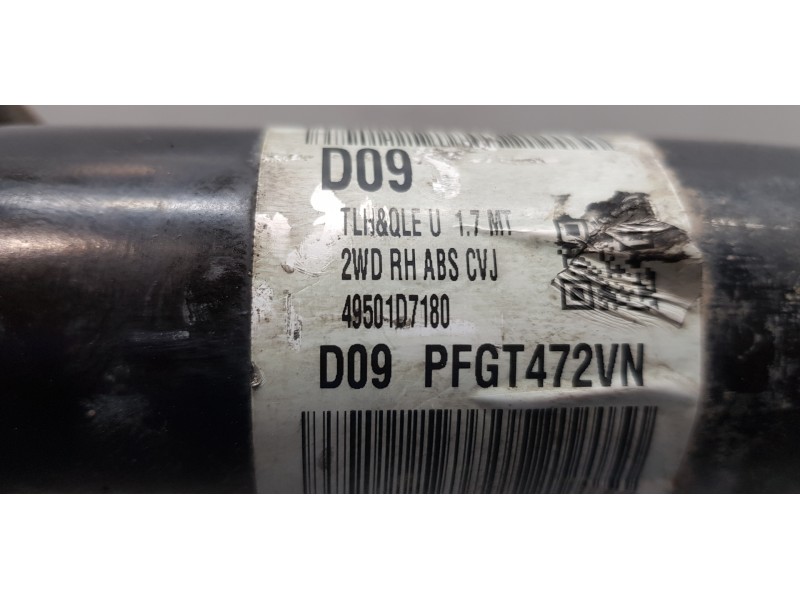 D09
TLH&QLE U 1.7 MT
2WD RH ABS CVJ
49501D7180
D09 PFGT472VN